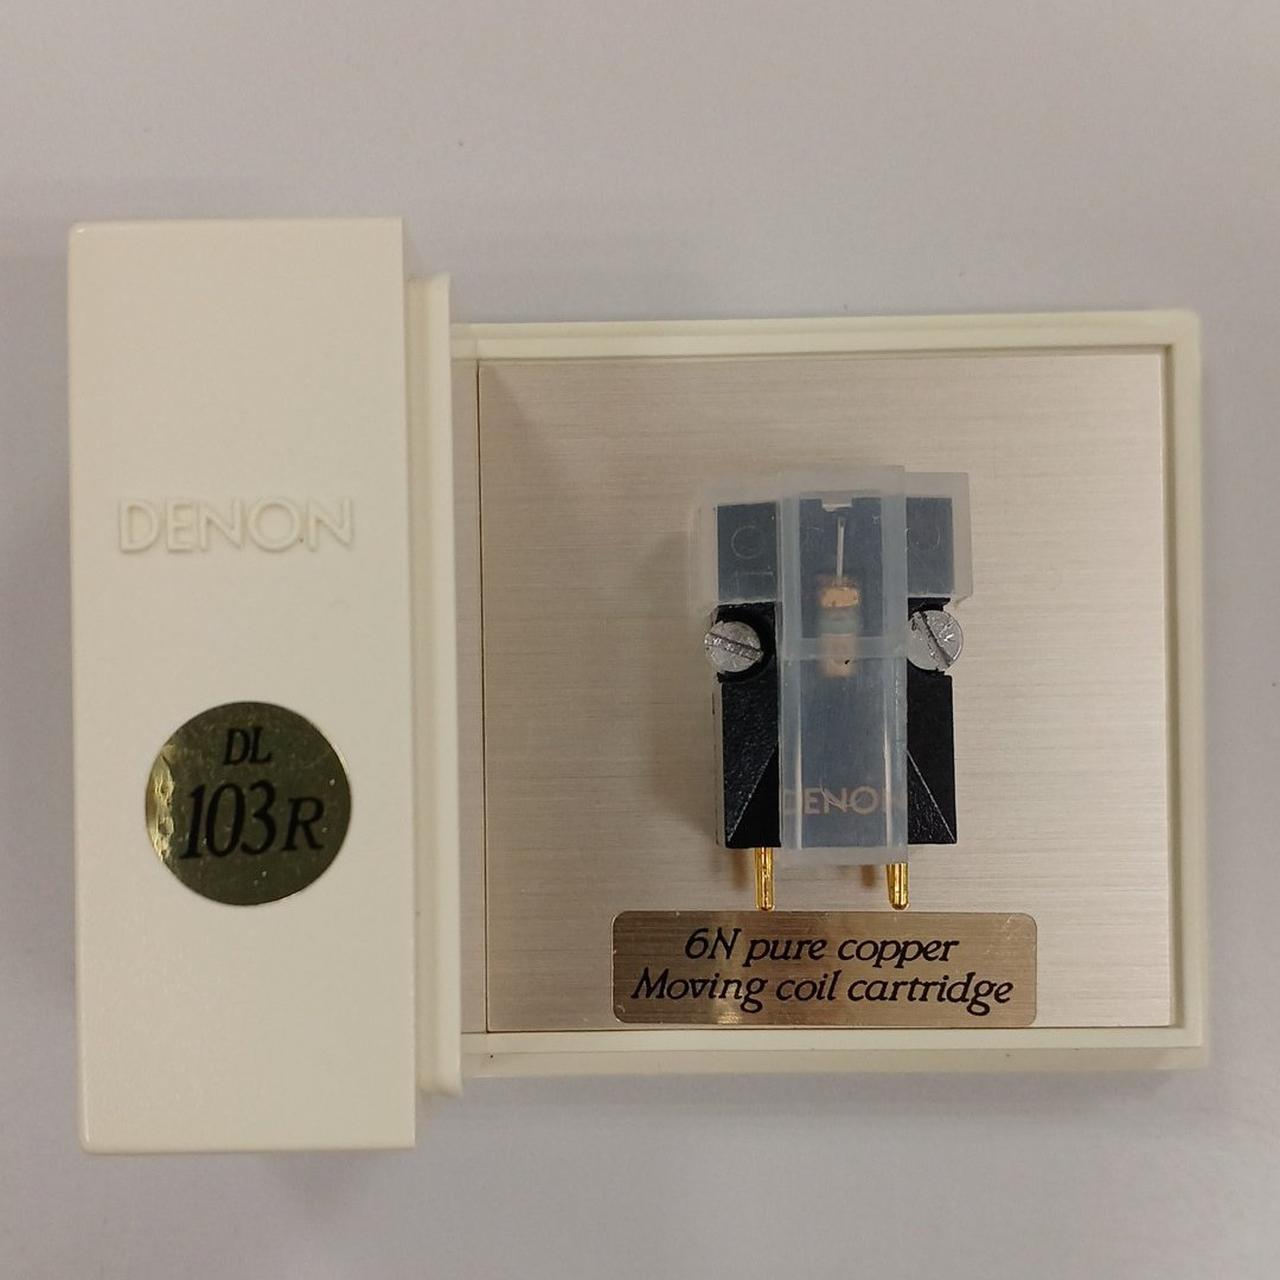 DENON
DL
103R
DENON
6N pure copper
Moving coil cartridge